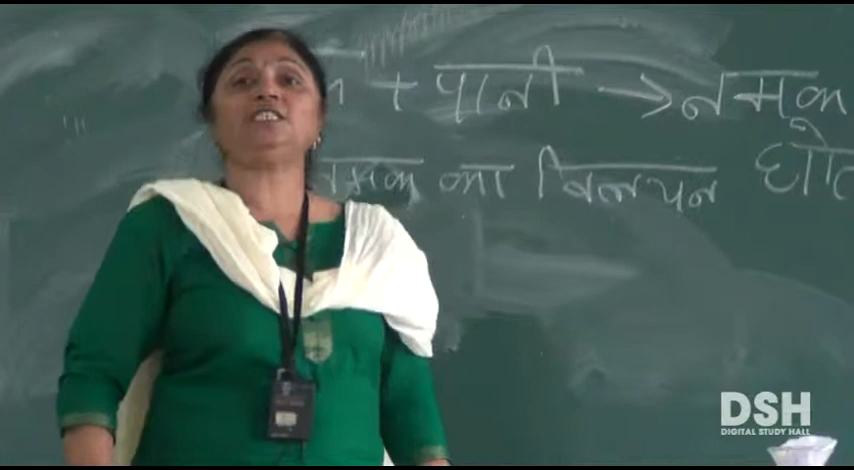 + पानी → नमक
नमक का विलयन घोल
DSH
DIGITAL STUDY HALL